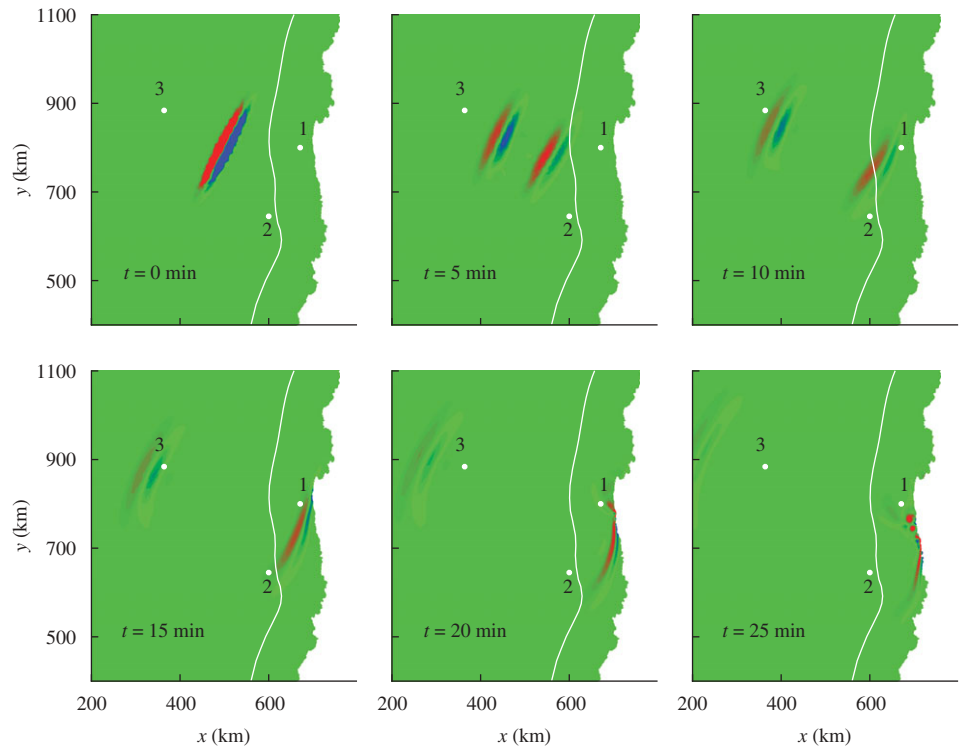 1100
900
700
500
y (km)
3
1
2
t = 0 min
3
1
2
t = 5 min
3
1
2
t = 10 min
1100
900
700
500
y (km)
3
1
2
t = 15 min
3
1
2
t = 20 min
3
1
2
t = 25 min
200 400 600
200 400 600
200 400 600
x (km)
x (km)
x (km)